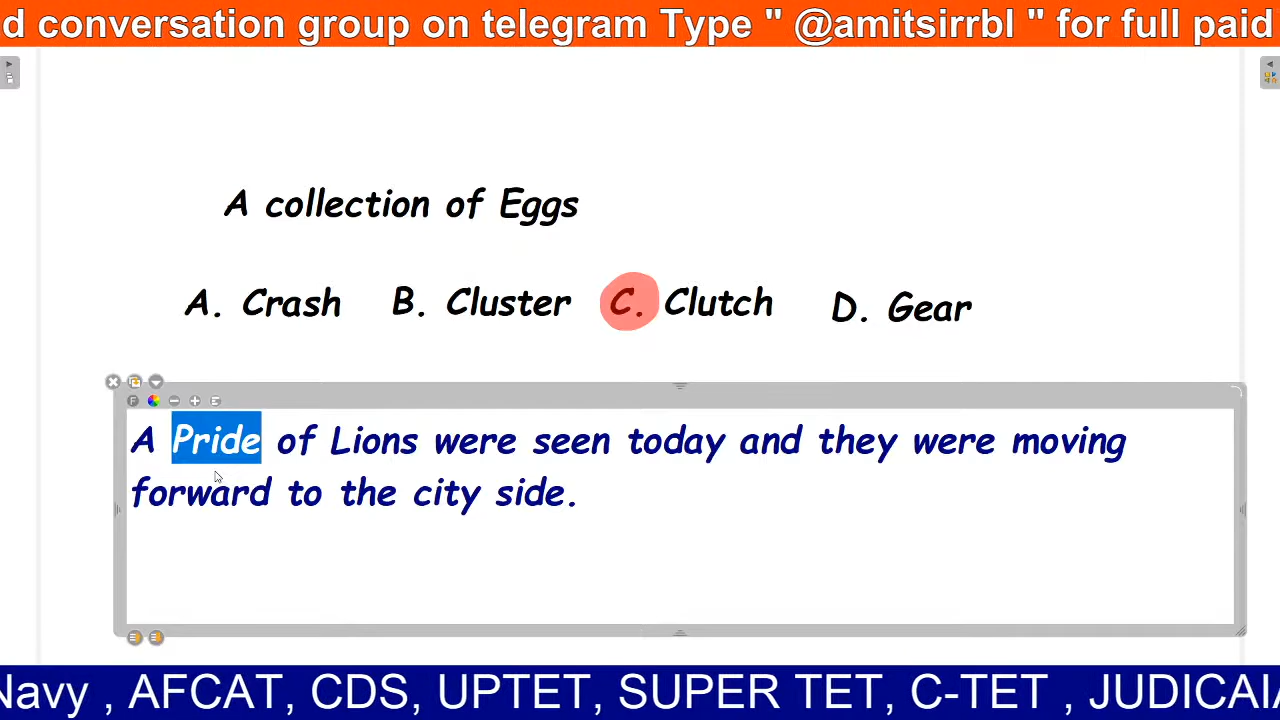 d conversation group on telegram Type " @amitsirrbl " for full paid
A collection of Eggs
A. Crash B. Cluster C. Clutch D. Gear
A Pride of Lions were seen today and they were moving
forward to the city side.
Navy , AFCAT, CDS, UPTET, SUPER TET, C-TET , JUDICAIA